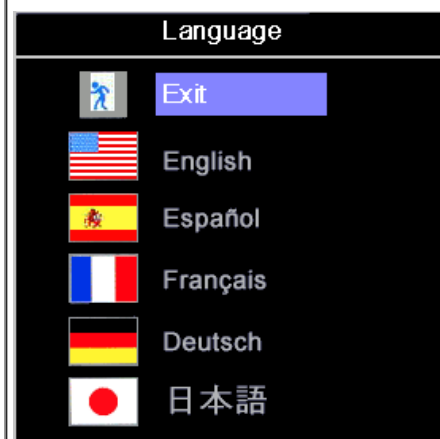 Language
Exit
English
Español
Français
Deutsch
日本語